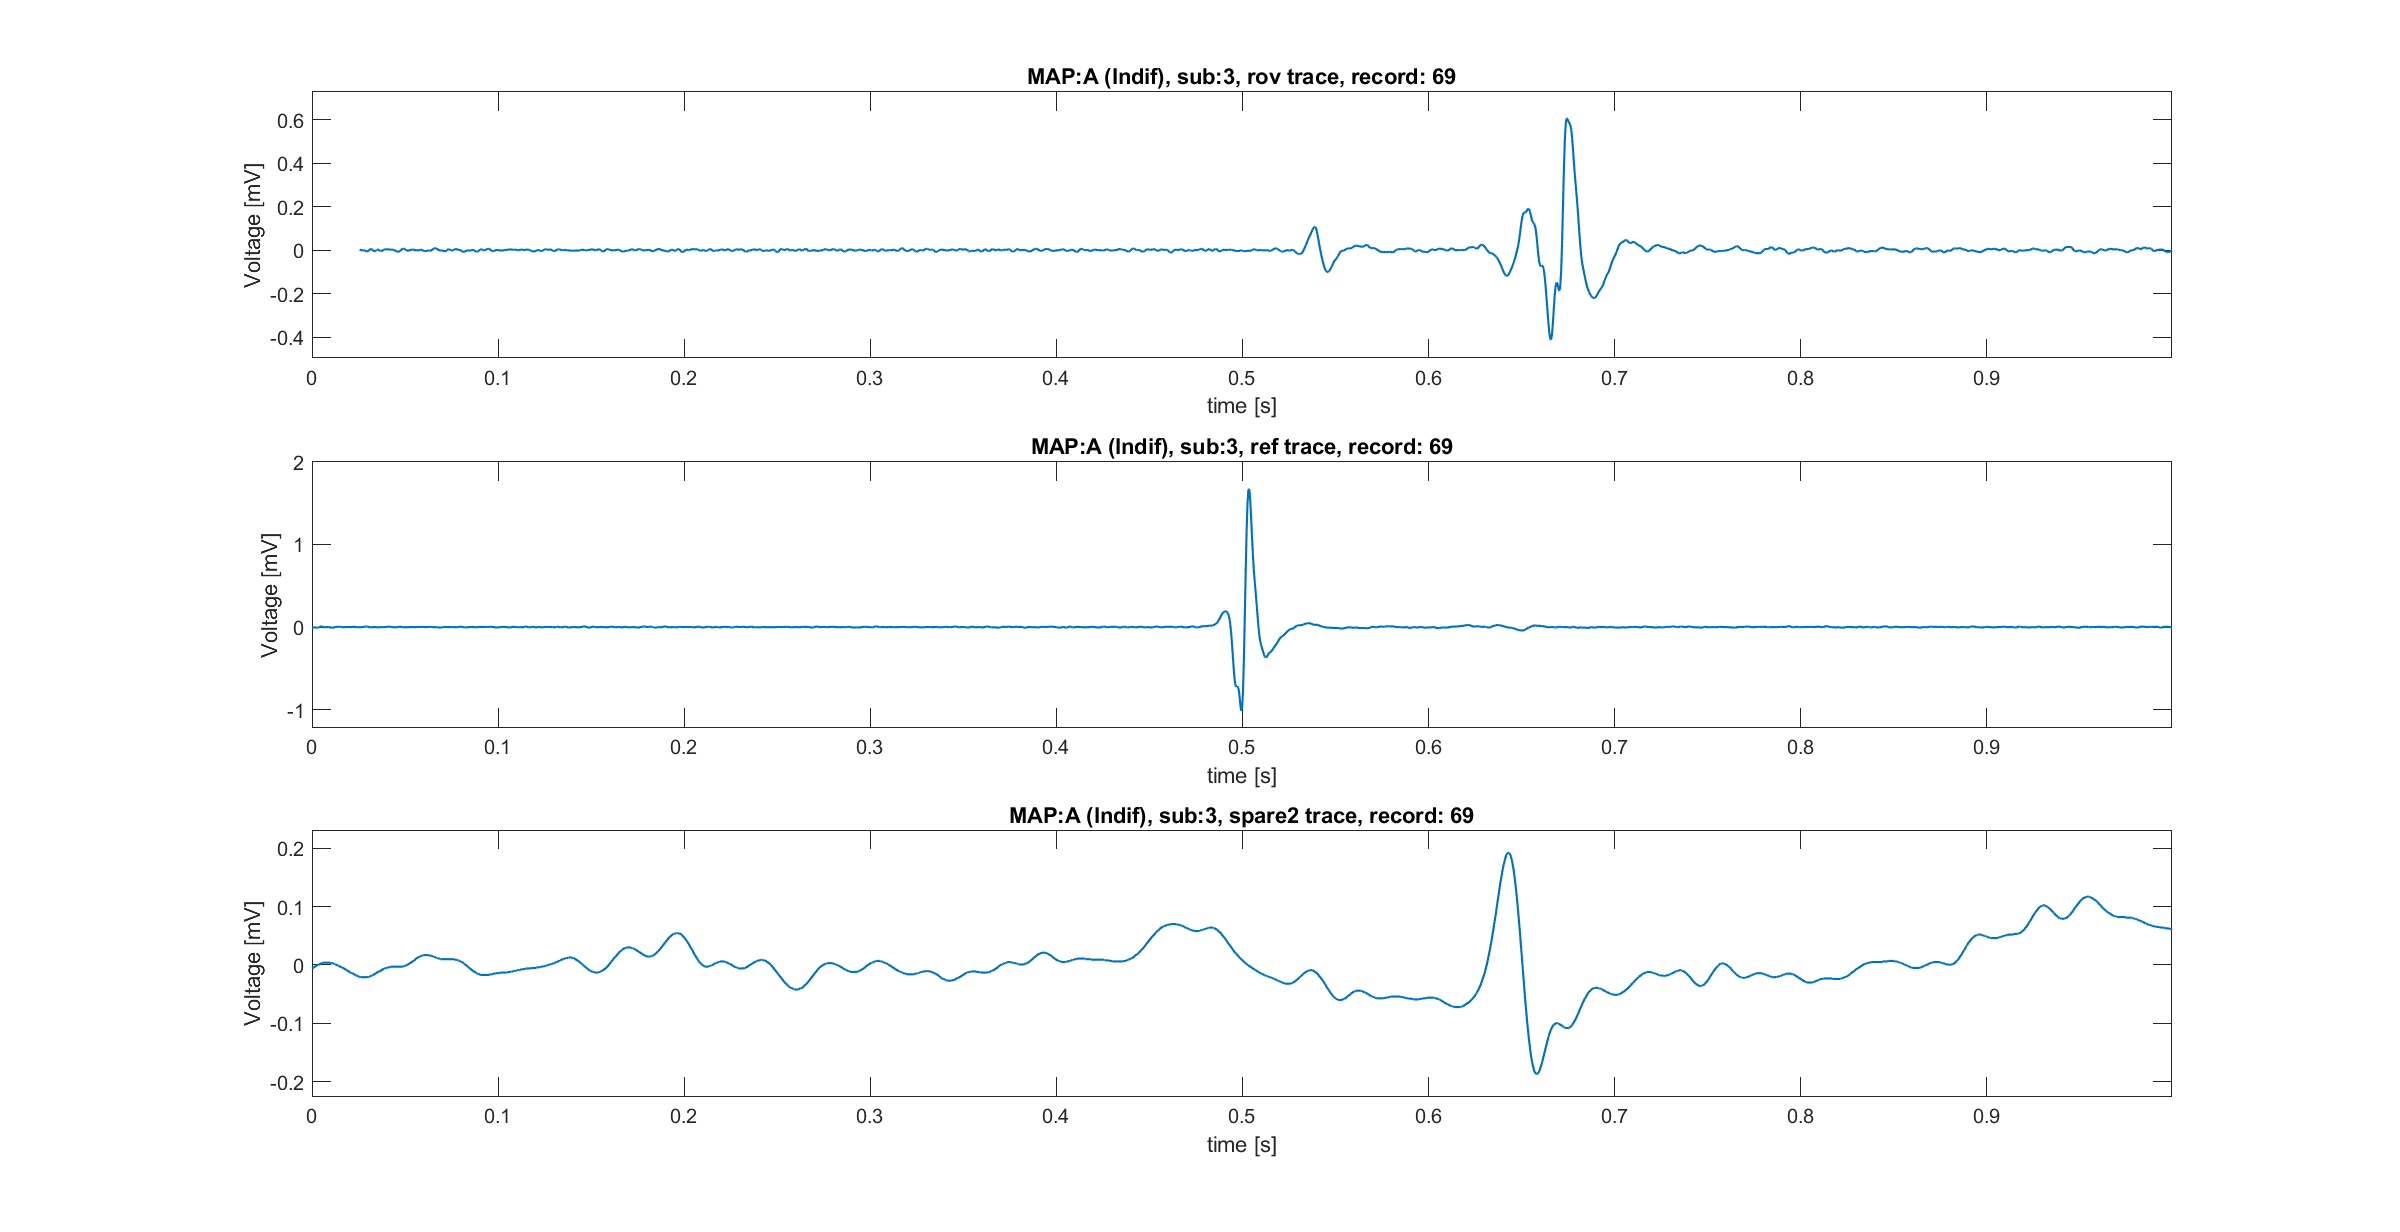 MAP:A (Indif), sub:3, rov trace, record: 69
Voltage [mV]
0.6
0.4
0.2
0
-0.2
-0.4
0 0.1 0.2 0.3 0.4 0.5 0.6 0.7 0.8 0.9
time [s]
MAP:A (Indif), sub:3, ref trace, record: 69
Voltage [mV]
2
1
0
-1
0 0.1 0.2 0.3 0.4 0.5 0.6 0.7 0.8 0.9
time [s]
MAP:A (Indif), sub:3, spare2 trace, record: 69
Voltage [mV]
0.2
0.1
0
-0.1
-0.2
0 0.1 0.2 0.3 0.4 0.5 0.6 0.7 0.8 0.9
time [s]